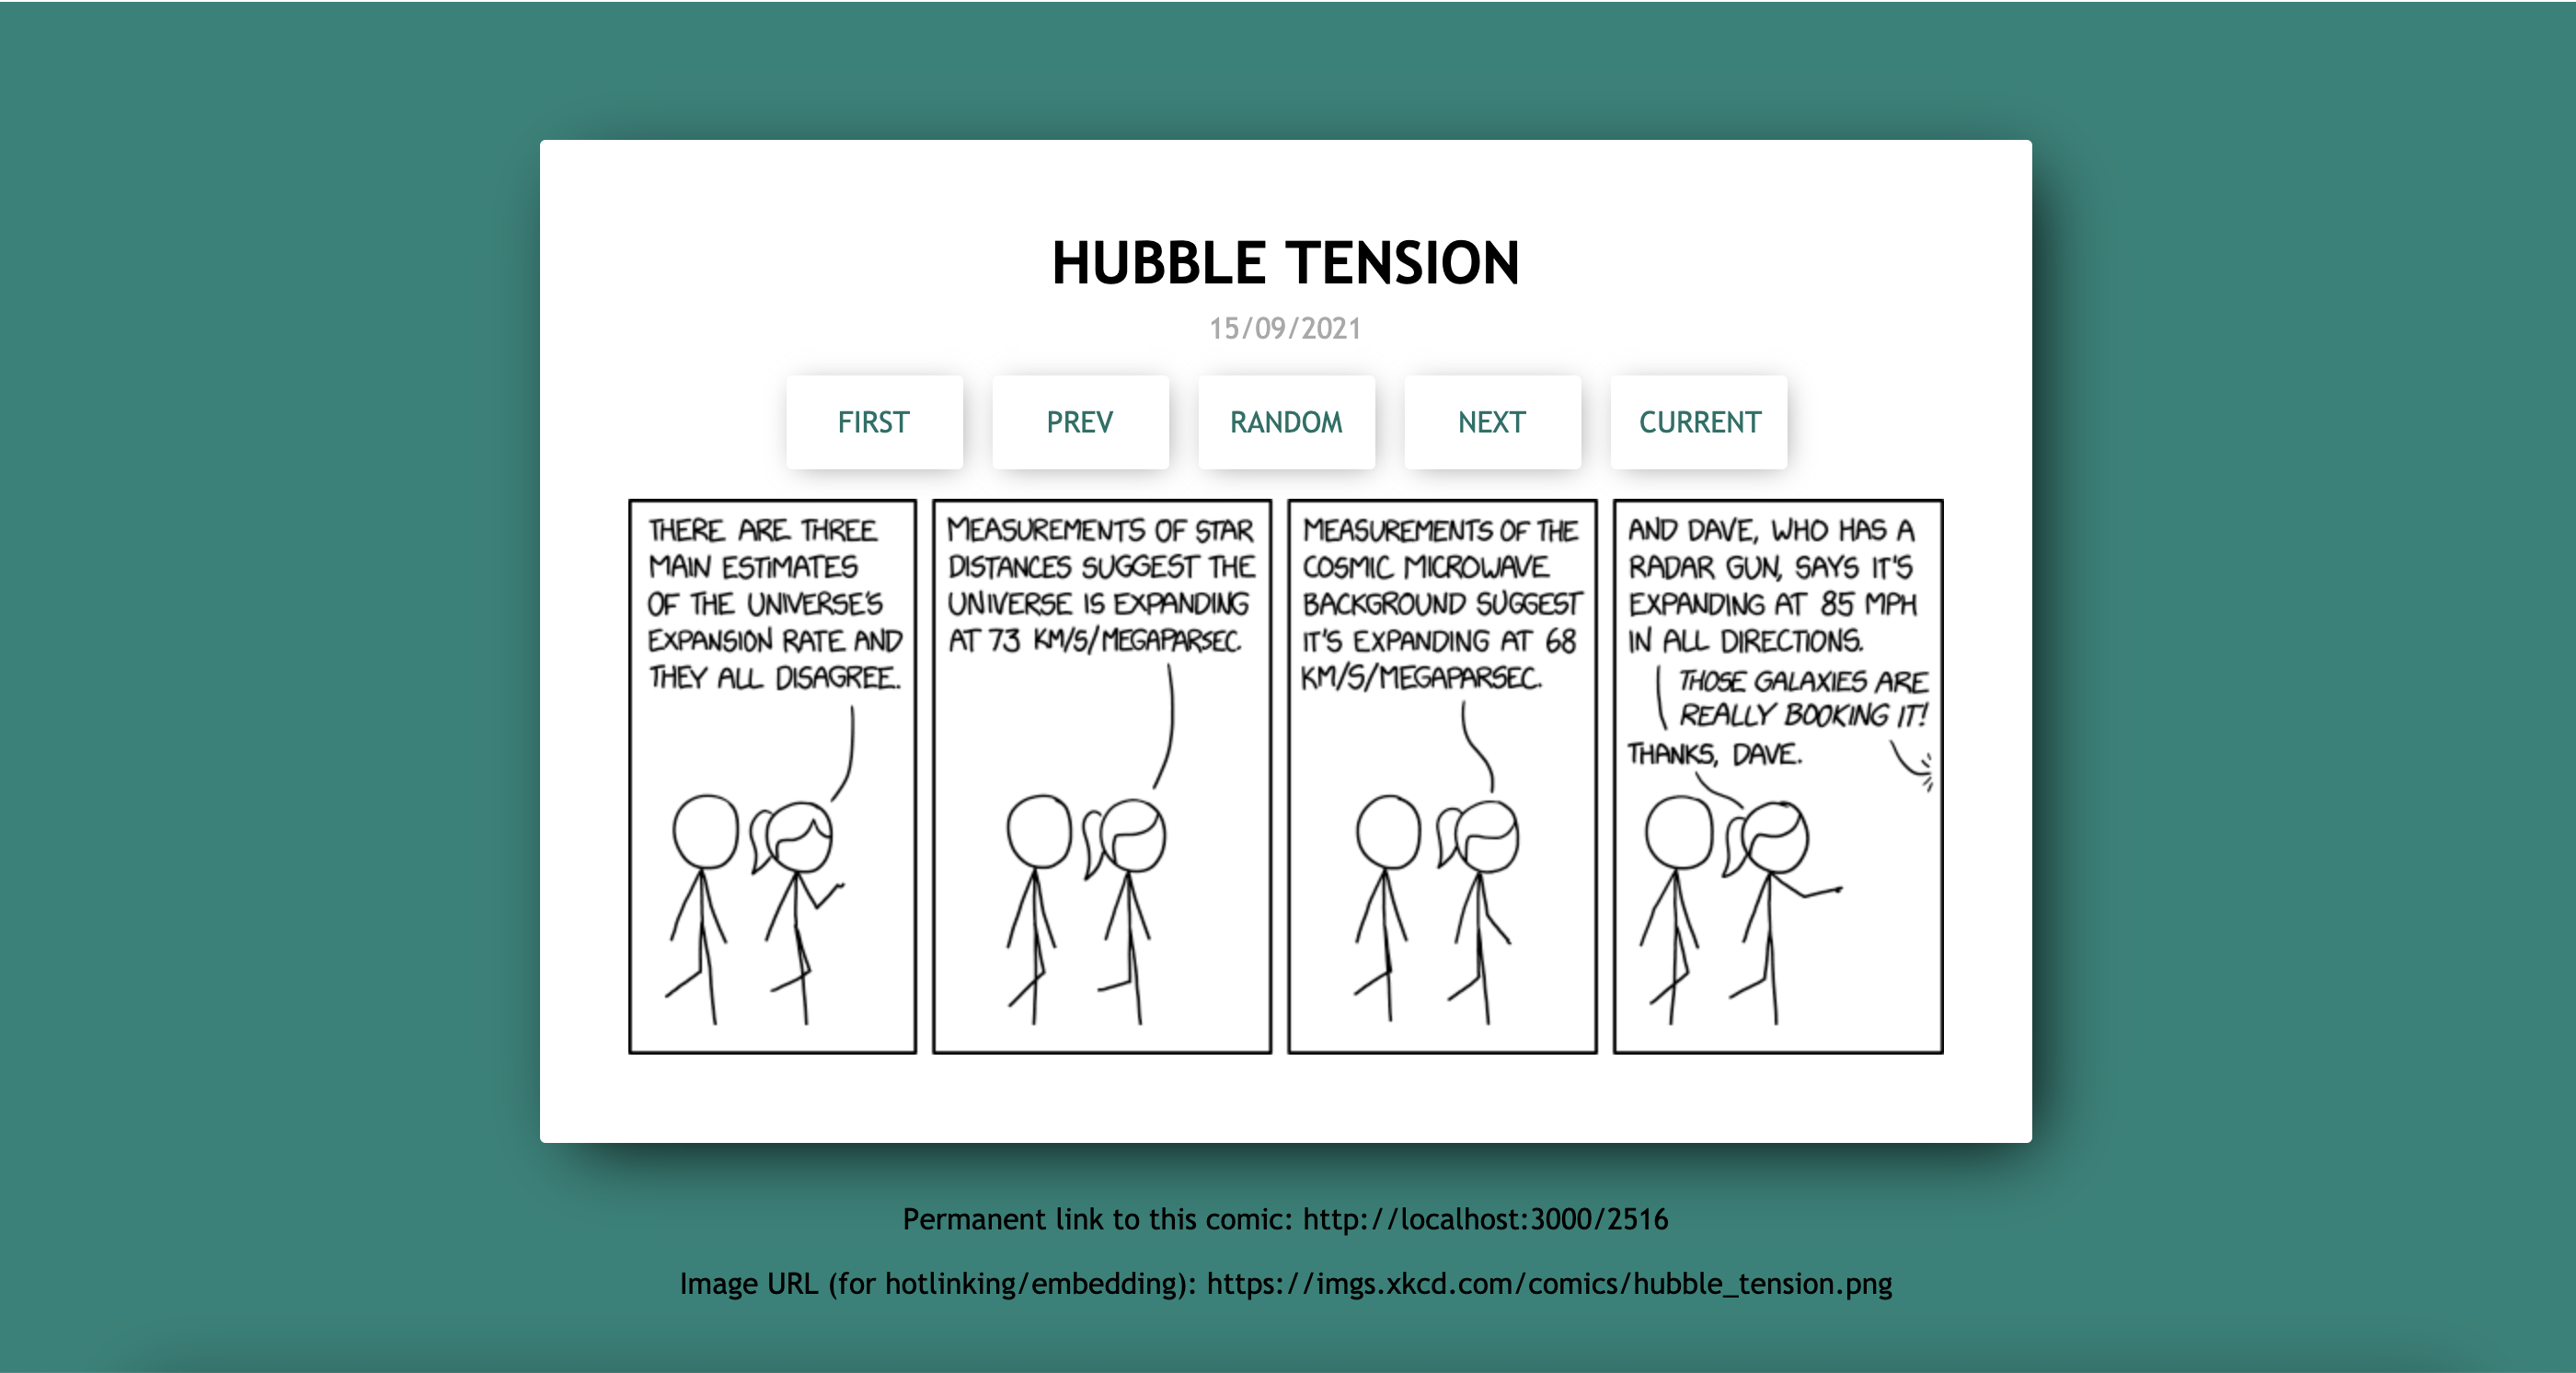 HUBBLE TENSION
15/09/2021
FIRST
PREV
RANDOM
NEXT
CURRENT
THERE ARE THREE
MAIN ESTIMATES
OF THE UNIVERSE'S
EXPANSION RATE AND
THEY ALL DISAGREE.
MEASUREMENTS OF STAR
DISTANCES SUGGEST THE
UNIVERSE IS EXPANDING
AT 73 KM/S/MEGAPARSEC.
MEASUREMENTS OF THE
COSMIC MICROWAVE
BACKGROUND SUGGEST
IT'S EXPANDING AT 68
KM/S/MEGAPARSEC.
AND DAVE, WHO HAS A
RADAR GUN, SAYS IT'S
EXPANDING AT 85 MPH
IN ALL DIRECTIONS.
THOSE GALAXIES ARE
REALLY BOOKING IT!
THANKS, DAVE.
Permanent link to this comic: http://localhost:3000/2516
Image URL (for hotlinking/embedding): https://imgs.xkcd.com/comics/hubble_tension.png